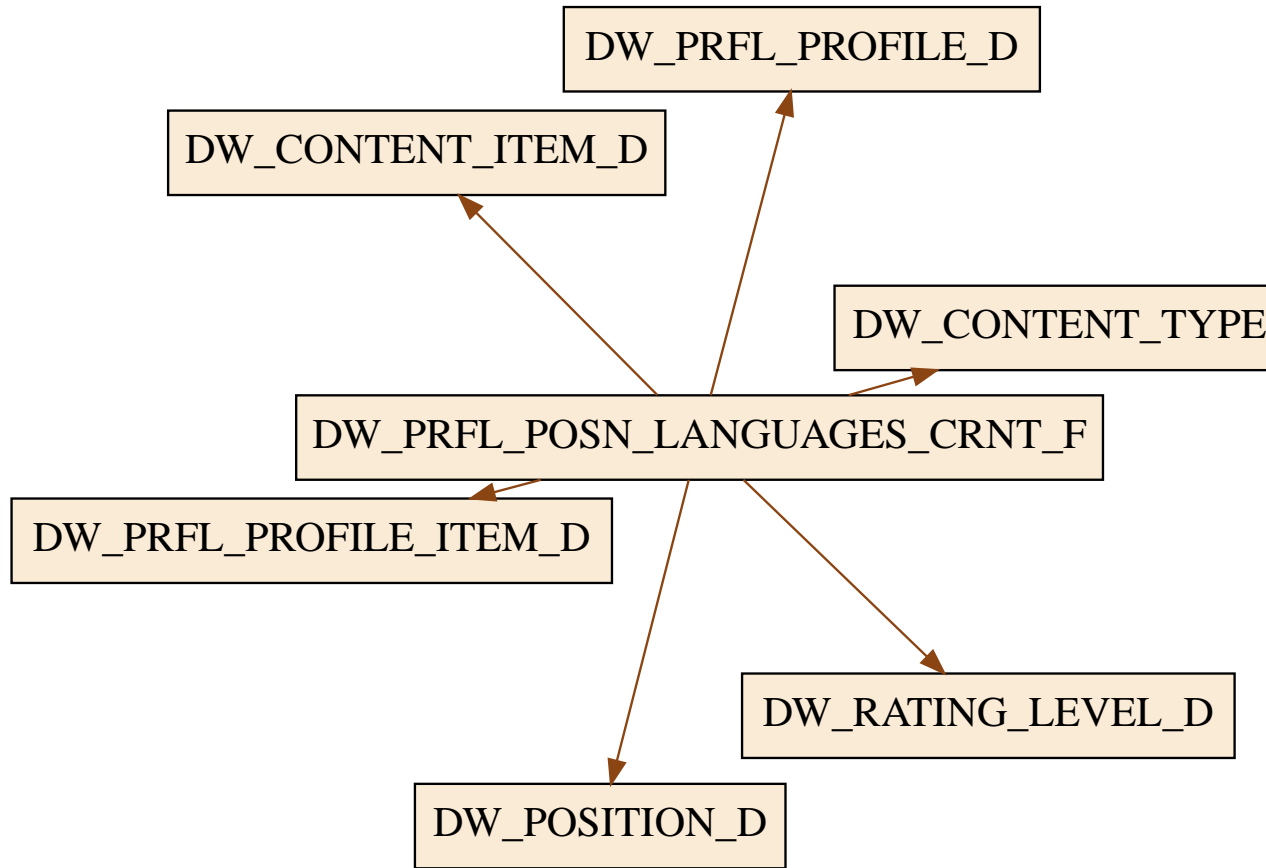 DW_PRFL_PROFILE_D
DW_CONTENT_ITEM_D
DW_CONTENT_TYPE
DW_PRFL_POSN_LANGUAGES_CRNT_F
DW_PRFL_PROFILE_ITEM_D
DW_RATING_LEVEL_D
DW_POSITION_D